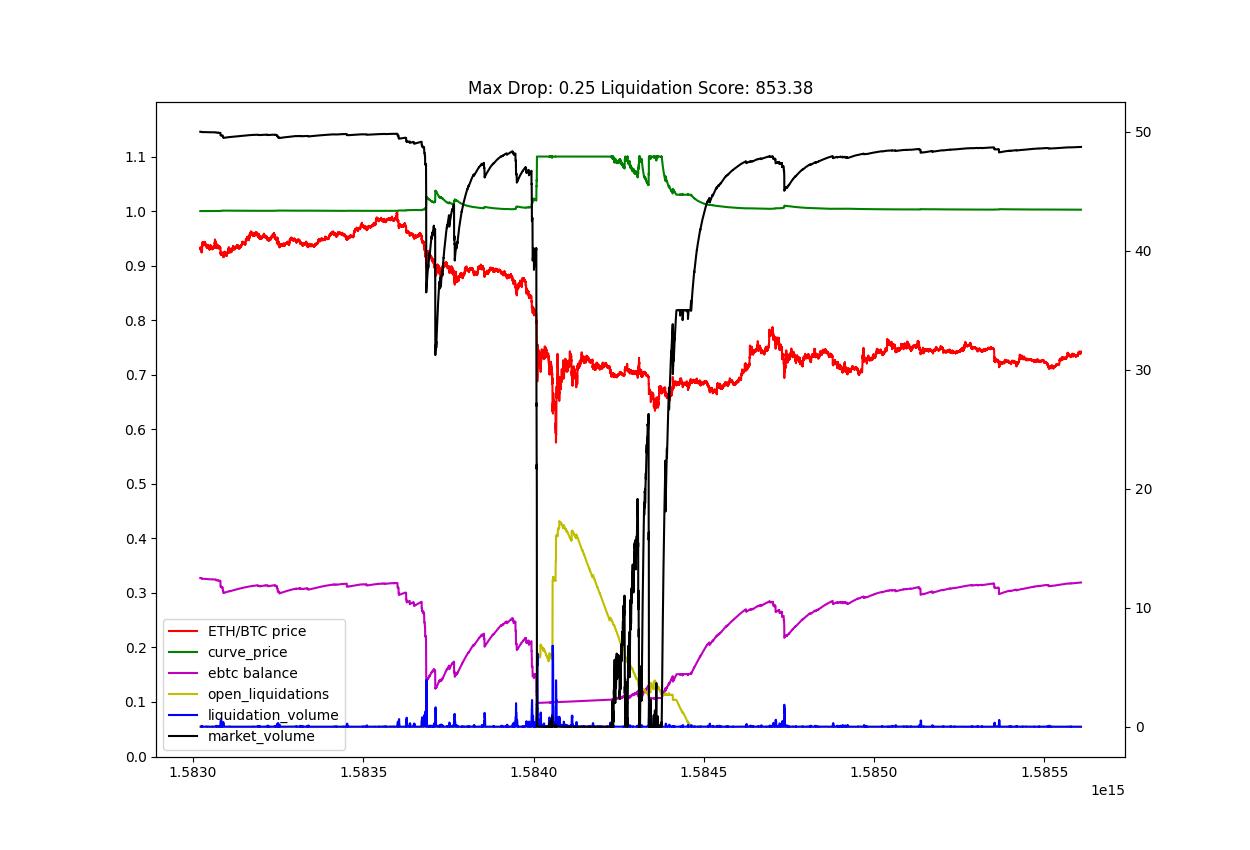 Max Drop: 0.25 Liquidation Score: 853.38
1.1
1.0
0.9
0.8
0.7
0.6
0.5
0.4
0.3
0.2
0.1
0.0
50
40
30
20
10
0
ETH/BTC price
curve_price
ebtc balance
open_liquidations
liquidation_volume
market_volume
1.5830 1.5835 1.5840 1.5845 1.5850 1.5855
1e15